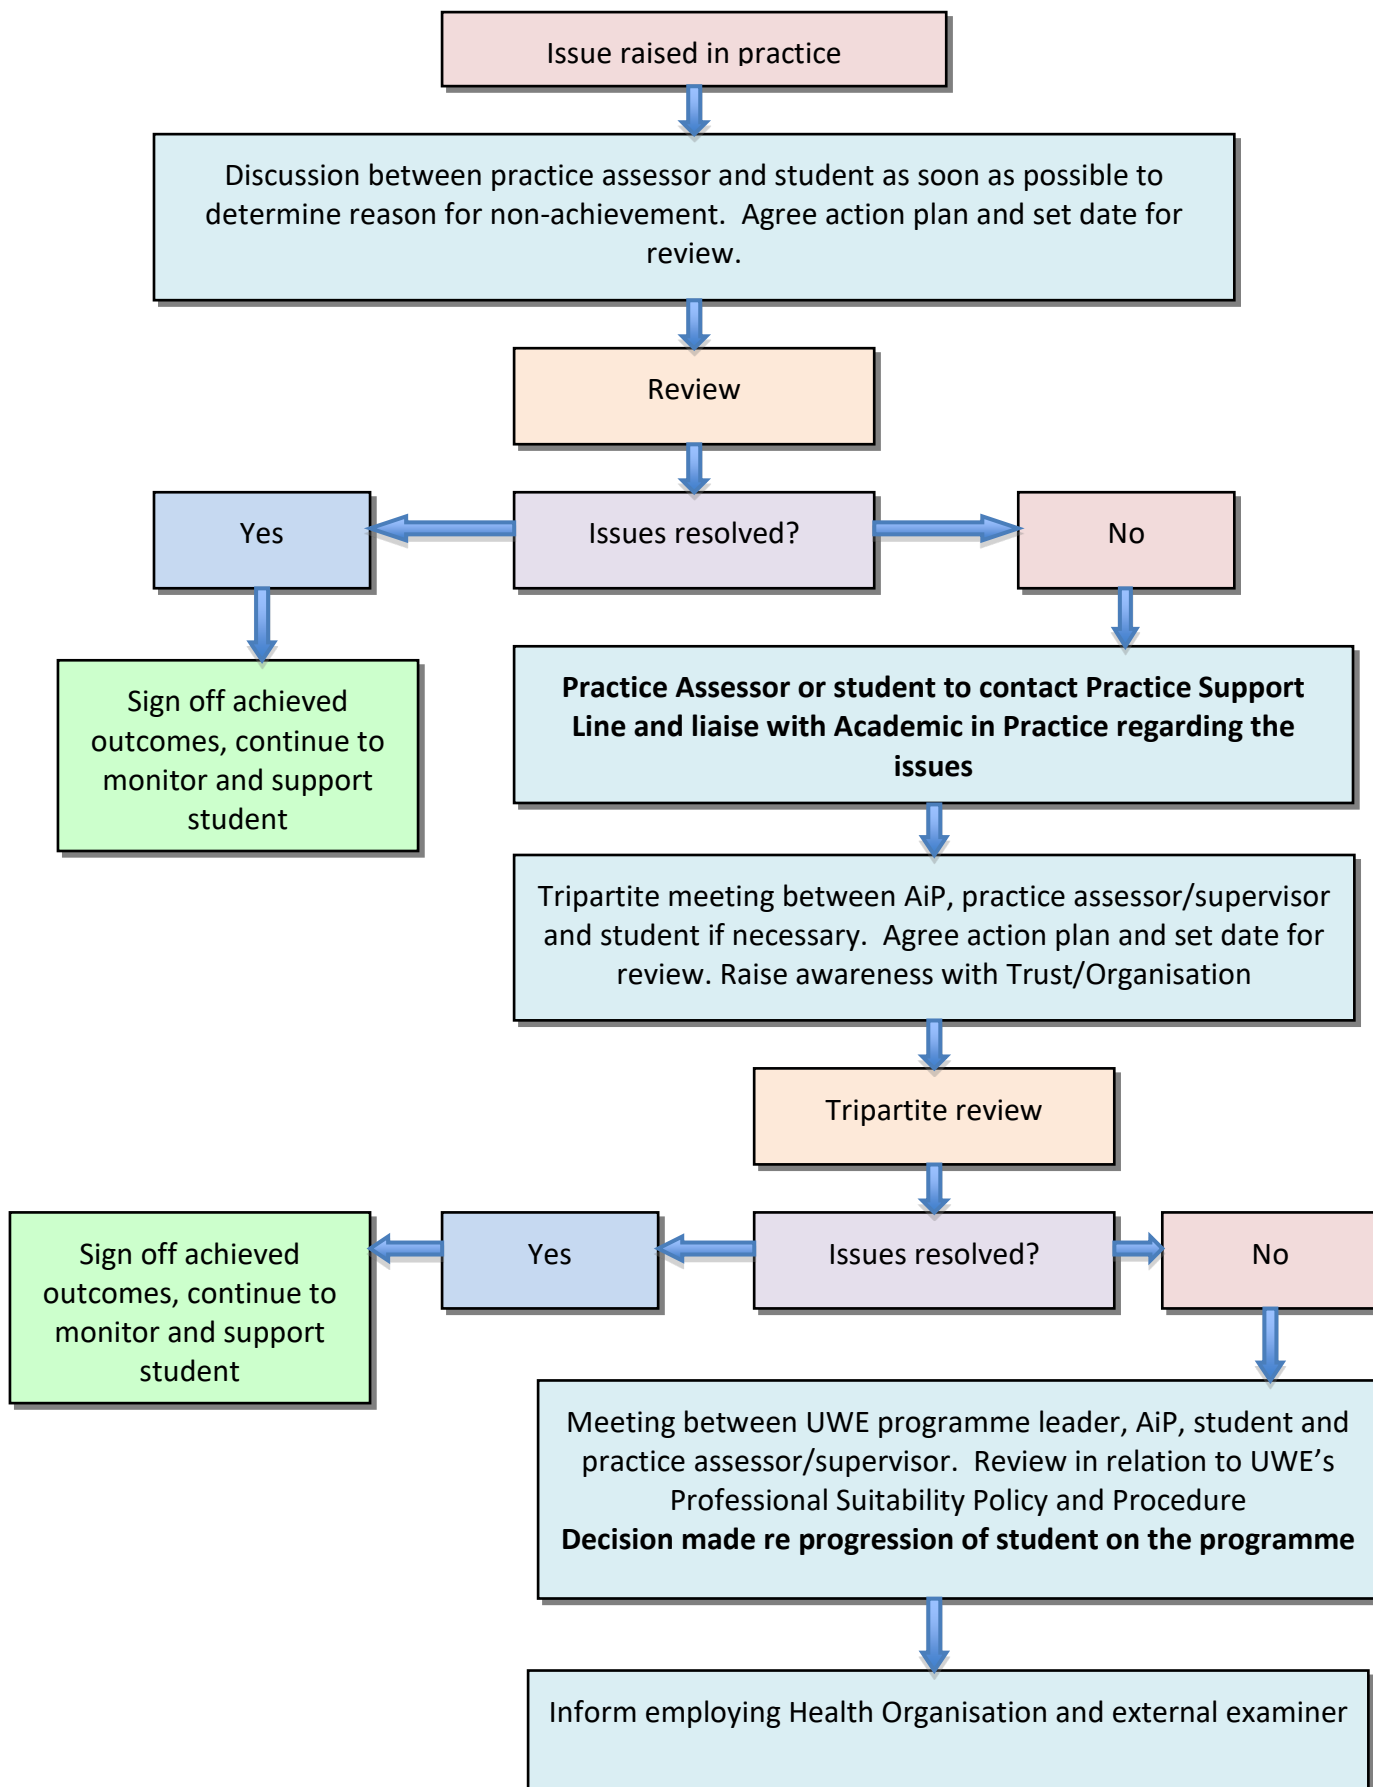 Issue raised in practice
Discussion between practice assessor and student as soon as possible to
determine reason for non-achievement.  Agree action plan and set date for
review.
Review
Yes
Issues resolved?
No
Sign off achieved
outcomes, continue to
monitor and support
student
Practice Assessor or student to contact Practice Support
Line and liaise with Academic in Practice regarding the
issues
Tripartite meeting between AiP, practice assessor/supervisor
and student if necessary.  Agree action plan and set date for
review. Raise awareness with Trust/Organisation
Tripartite review
Sign off achieved
outcomes, continue to
monitor and support
student
Yes
Issues resolved?
No
Meeting between UWE programme leader, AiP, student and
practice assessor/supervisor.  Review in relation to UWE’s
Professional Suitability Policy and Procedure
Decision made re progression of student on the programme
Inform employing Health Organisation and external examiner